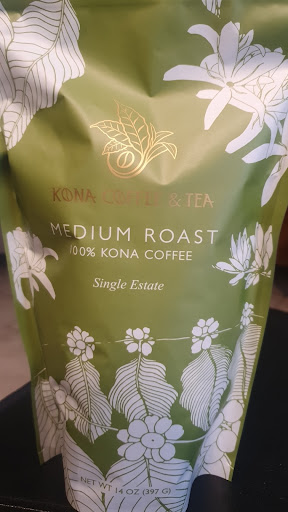 KONA COFFEE & TEA
MEDIUM ROAST
100% KONA COFFEE
Single Estate
NET WT 14 OZ (397 G)